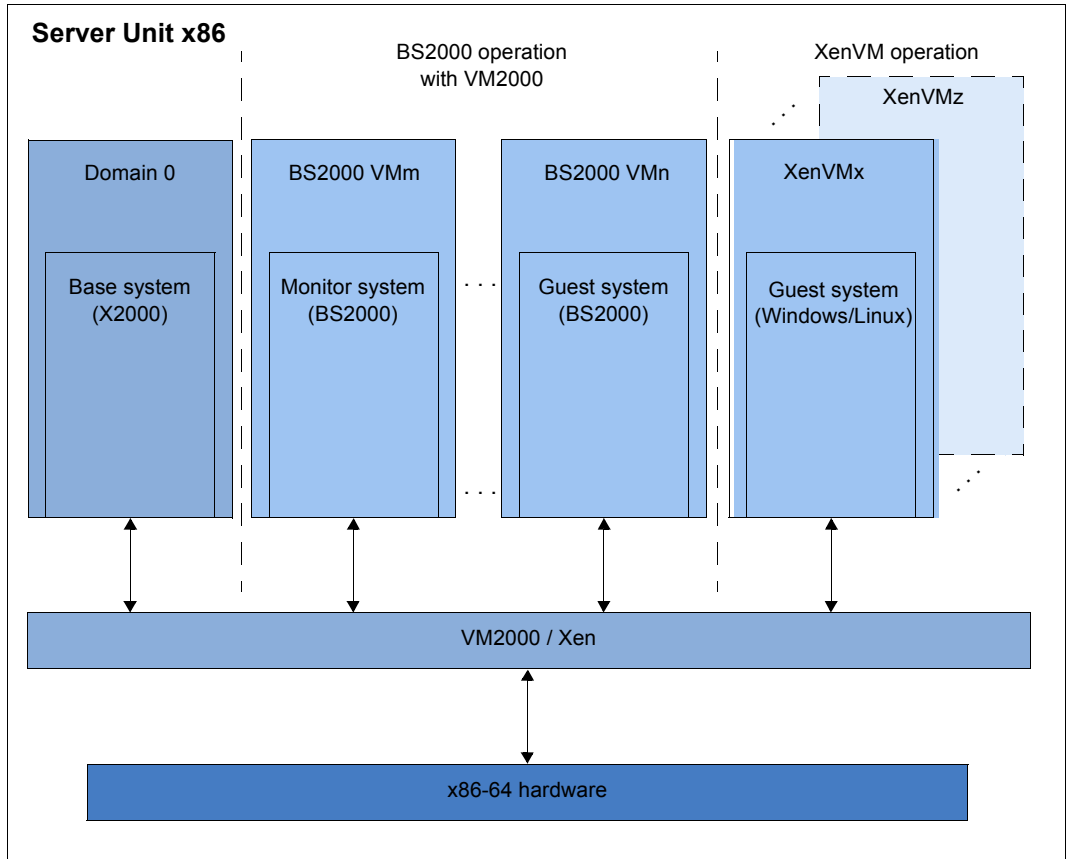 Server Unit x86
BS2000 operation
with VM2000
XenVM operation
XenVMz
. . .
Domain 0
BS2000 VMm
BS2000 VMn
XenVMx
Base system
(X2000)
Monitor system
(BS2000)
. . .
Guest system
(BS2000)
Guest system
(Windows/Linux)
. . .
. . .
VM2000 / Xen
x86-64 hardware